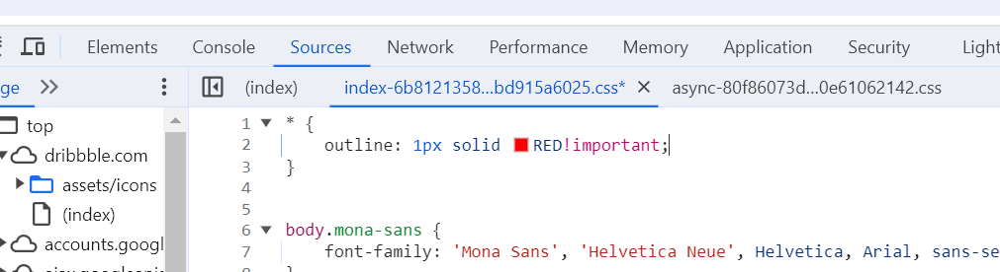 Elements Console Sources Network Performance Memory Application Security Light
ge (index) index-6b8121358...bd915a6025.css* async-80f86073d...0e61062142.css
top
dribbble.com
assets/icons
(index)
accounts.googl
1 * {
2 outline: 1px solid RED!important;
3 }
4
5
6 body.mona-sans {
7 font-family: 'Mona Sans', 'Helvetica Neue', Helvetica, Arial, sans-se